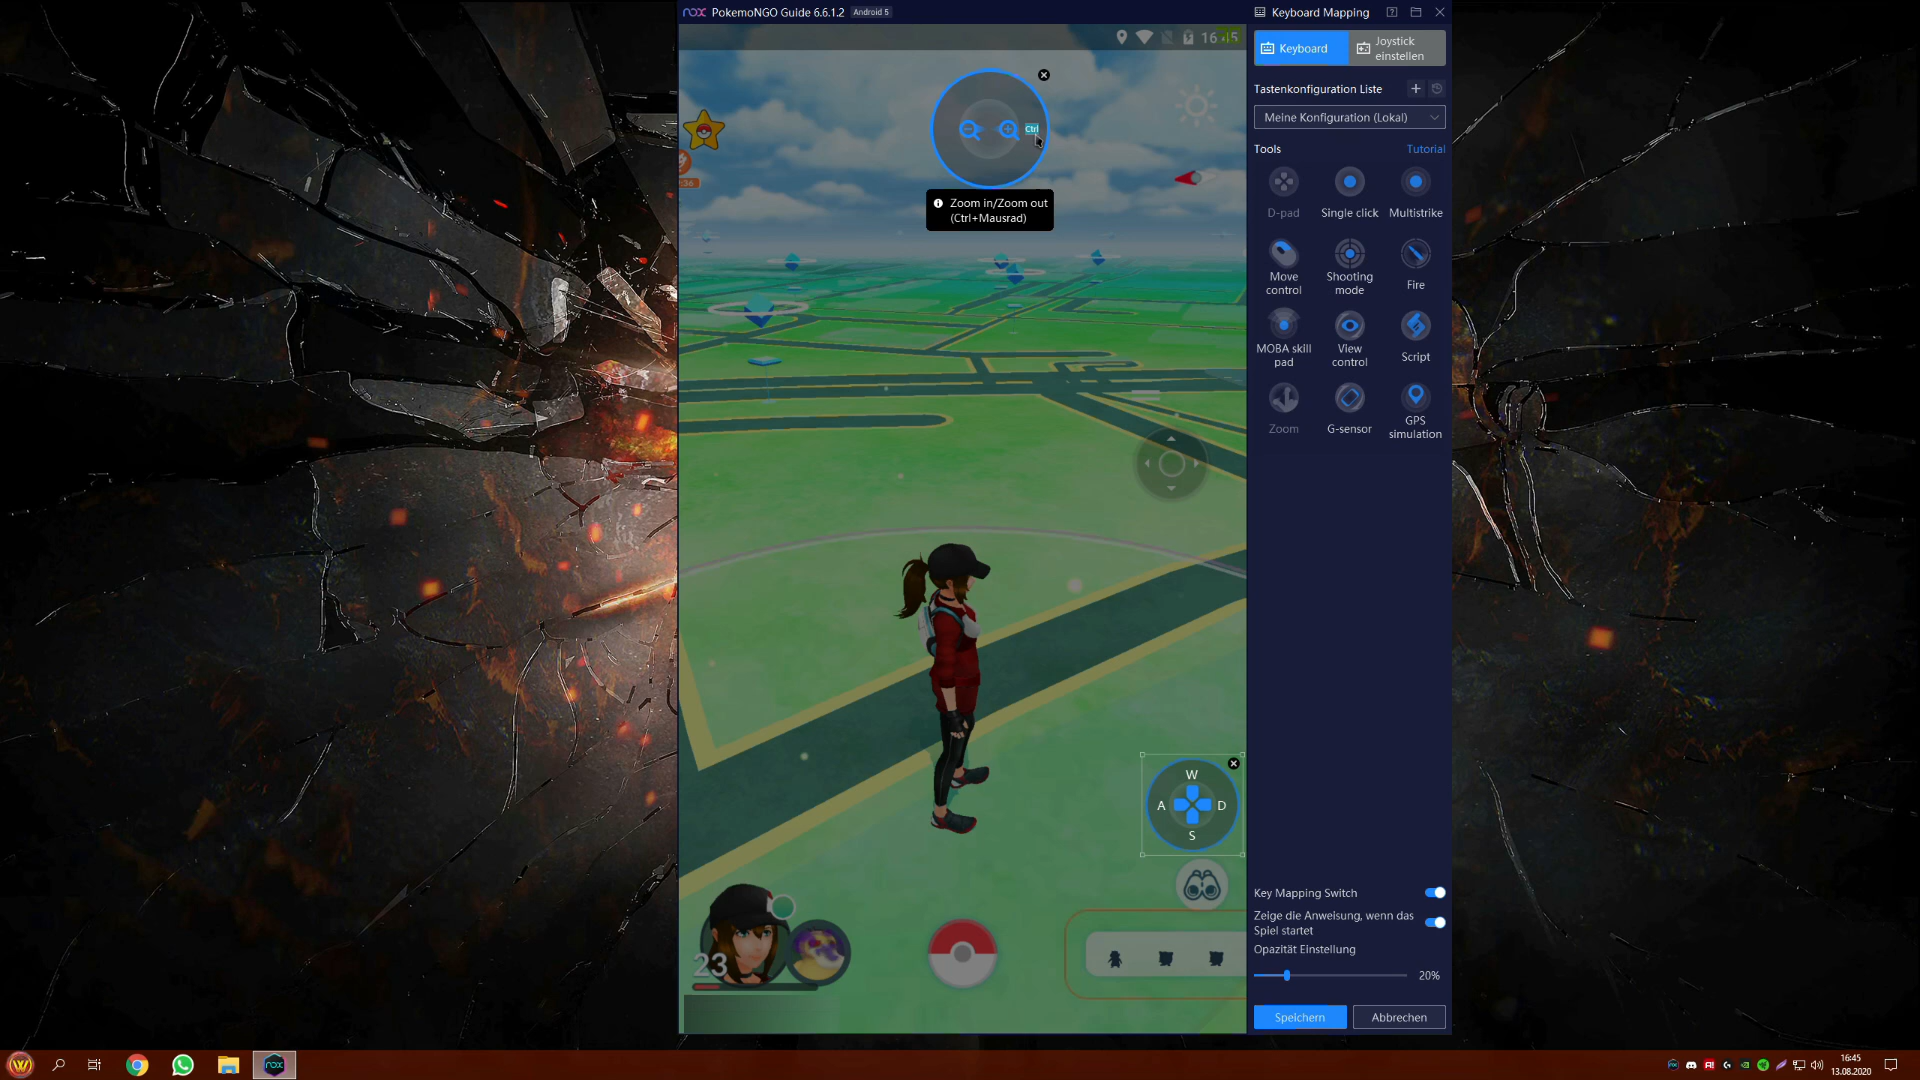 nox PokemoNGO Guide 6.6.1.2 Android 5
16:45
Ctrl
Zoom in/Zoom out
(Ctrl+Mausrad)
W
A D
S
23
Keyboard Mapping
Keyboard
Joystick
einstellen
Tastenkonfiguration Liste
Meine Konfiguration (Lokal)
Tools Tutorial
D-pad
Single click
Multistrike
Move
control
Shooting
mode
Fire
MOBA skill
pad
View
control
Script
Zoom
G-sensor
GPS
simulation
Key Mapping Switch
Zeige die Anweisung, wenn das
Spiel startet
Opazität Einstellung
20%
Speichern Abbrechen
nox
16:45
13.08.2020